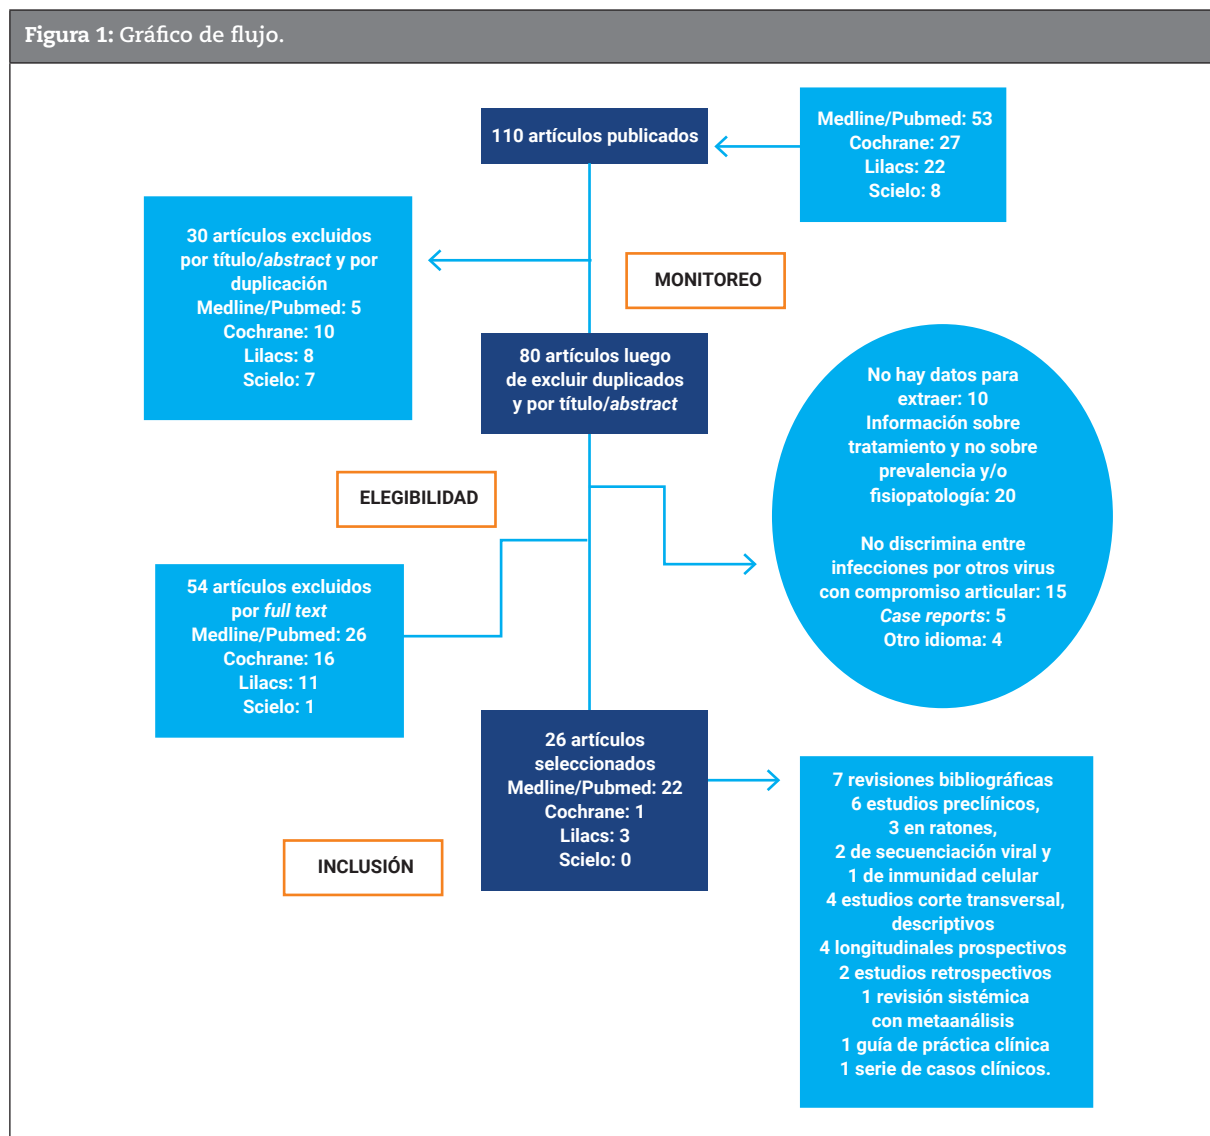 Figura 1: Gráfico de flujo.
110 artículos publicados
Medline/Pubmed: 53
Cochrane: 27
Lilacs: 22
Scielo: 8
30 artículos excluidos
por título/abstract y por
duplicación
Medline/Pubmed: 5
Cochrane: 10
Lilacs: 8
Scielo: 7
MONITOREO
80 artículos luego
de excluir duplicados
y por título/abstract
No hay datos para
extraer: 10
Información sobre
tratamiento y no sobre
prevalencia y/o
fisiopatología: 20
No discrimina entre
infecciones por otros virus
con compromiso articular: 15
Case reports: 5
Otro idioma: 4
ELEGIBILIDAD
54 artículos excluidos
por full text
Medline/Pubmed: 26
Cochrane: 16
Lilacs: 11
Scielo: 1
26 artículos
seleccionados
Medline/Pubmed: 22
Cochrane: 1
Lilacs: 3
Scielo: 0
INCLUSIÓN
7 revisiones bibliográficas
6 estudios preclínicos,
3 en ratones,
2 de secuenciación viral y
1 de inmunidad celular
4 estudios corte transversal,
descriptivos
4 longitudinales prospectivos
2 estudios retrospectivos
1 revisión sistémica
con metaanálisis
1 guía de práctica clínica
1 serie de casos clínicos.